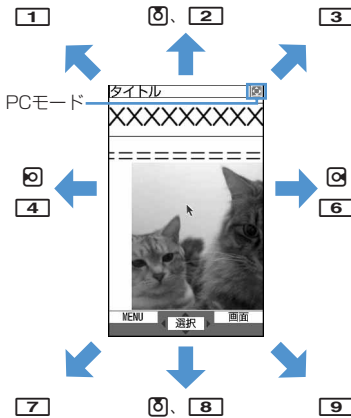 1
、 2
3
タイトル
PCモード
XXXXXXXXX
==========
4
6
MENU
選択
画面
7
、 8
9